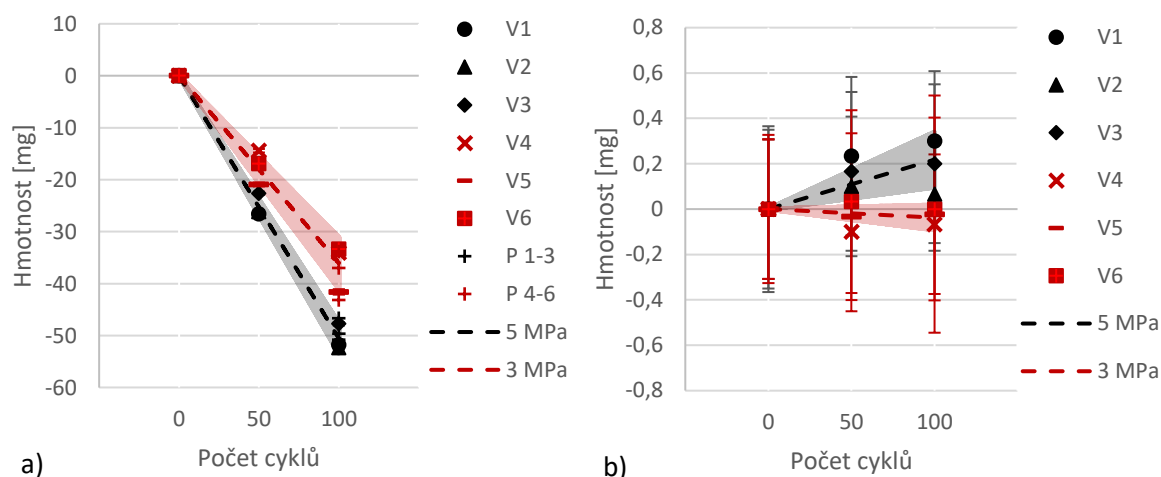 10
0
-10
-20
-30
-40
-50
-60
Hmotnost [mg]
0 50 100
Počet cyklů
V1
V2
V3
V4
V5
V6
P 1-3
P 4-6
5 MPa
3 MPa
a)
0,8
0,6
0,4
0,2
0
-0,2
-0,4
-0,6
-0,8
Hmotnost [mg]
0 50 100
Počet cyklů
V1
V2
V3
V4
V5
V6
5 MPa
3 MPa
b)